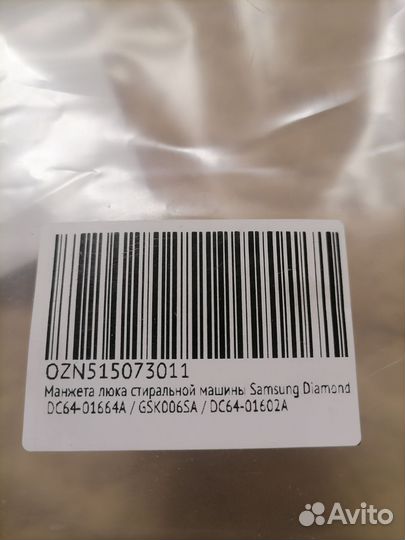 OZN515073011
Манжета люка стиральной машины Samsung Diamond
DC64-01664A / GSK006SA / DC64-01602A
Avito